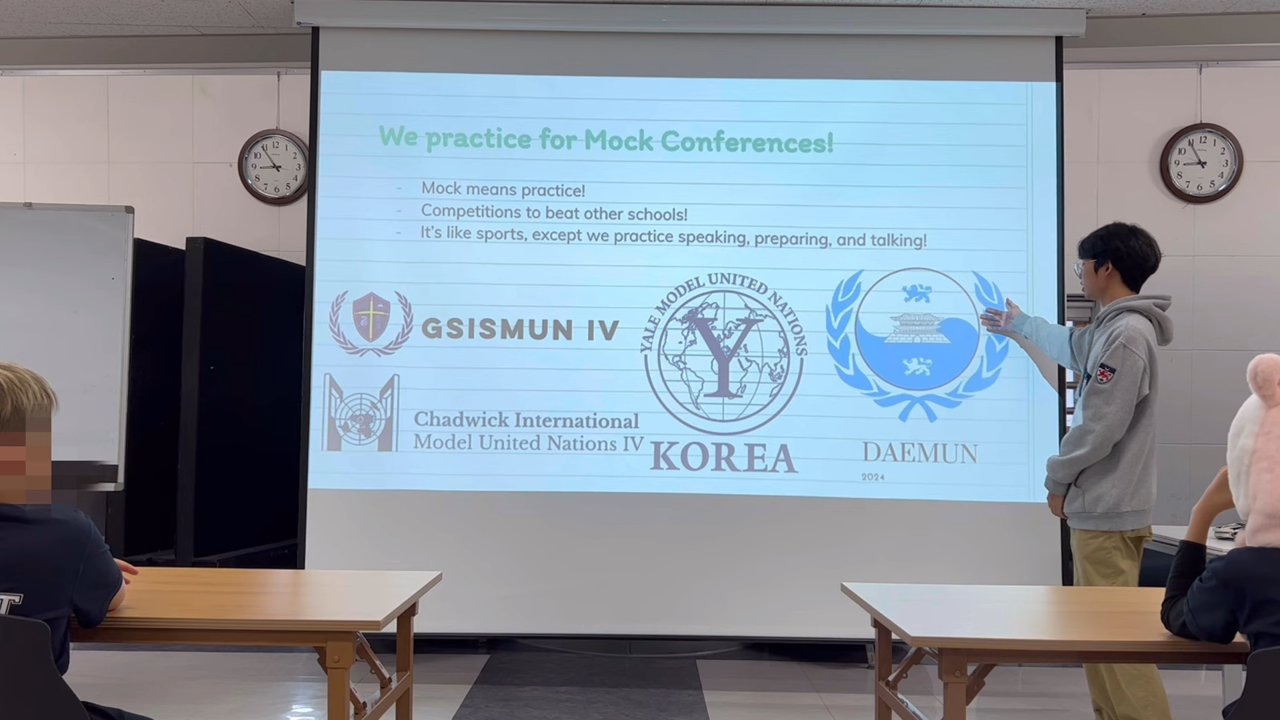 We practice for Mock Conferences!
- Mock means practice!
- Competitions to beat other schools!
- It's like sports, except we practice speaking, preparing, and talking!
GSISMUN IV
Chadwick International
Model United Nations IV
YALE MODEL UNITED NATIONS
Y
KOREA
DAEMUN
2024